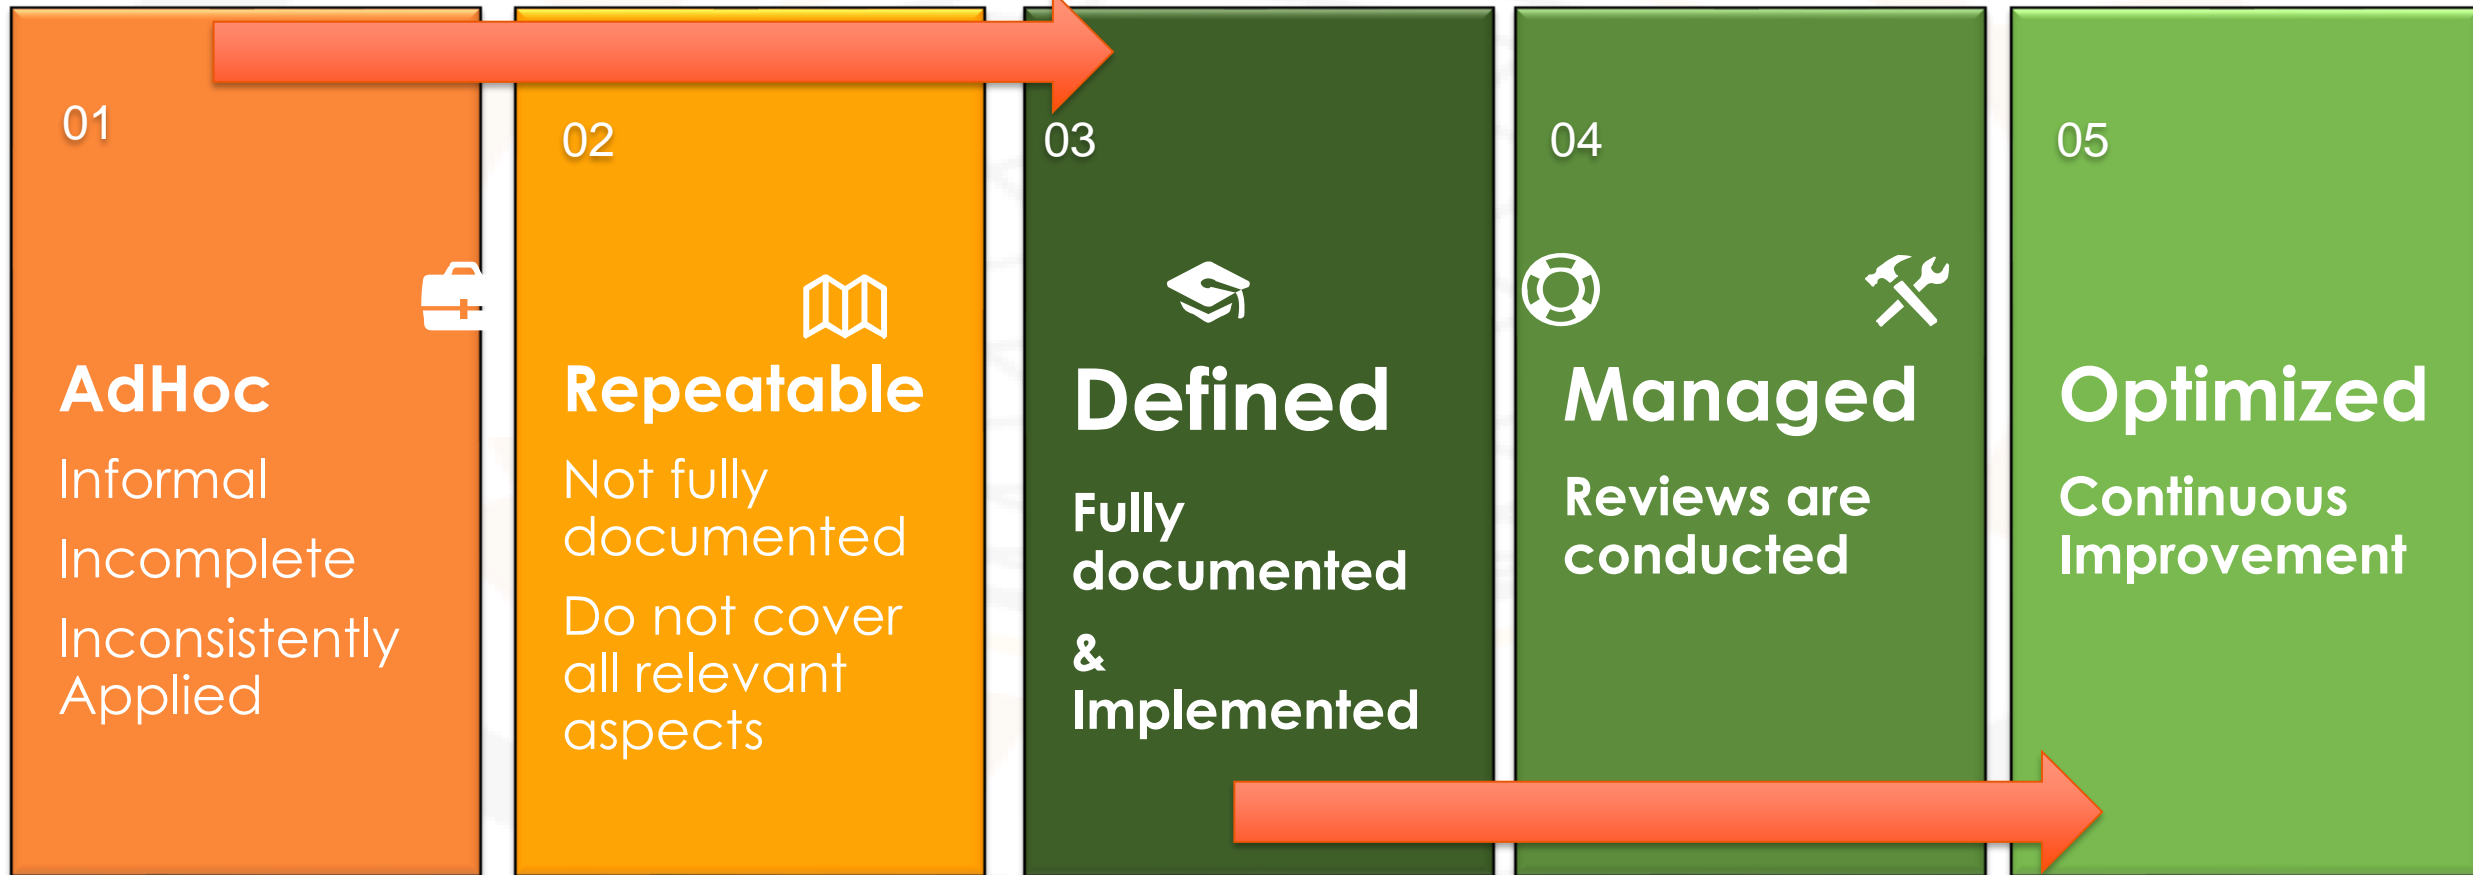 01
AdHoc
Informal
Incomplete
Inconsistently
Applied
02
Repeatable
Not fully
documented
Do not cover
all relevant
aspects
03
Defined
Fully
documented
&
Implemented
04
Managed
Reviews are
conducted
05
Optimized
Continuous
Improvement